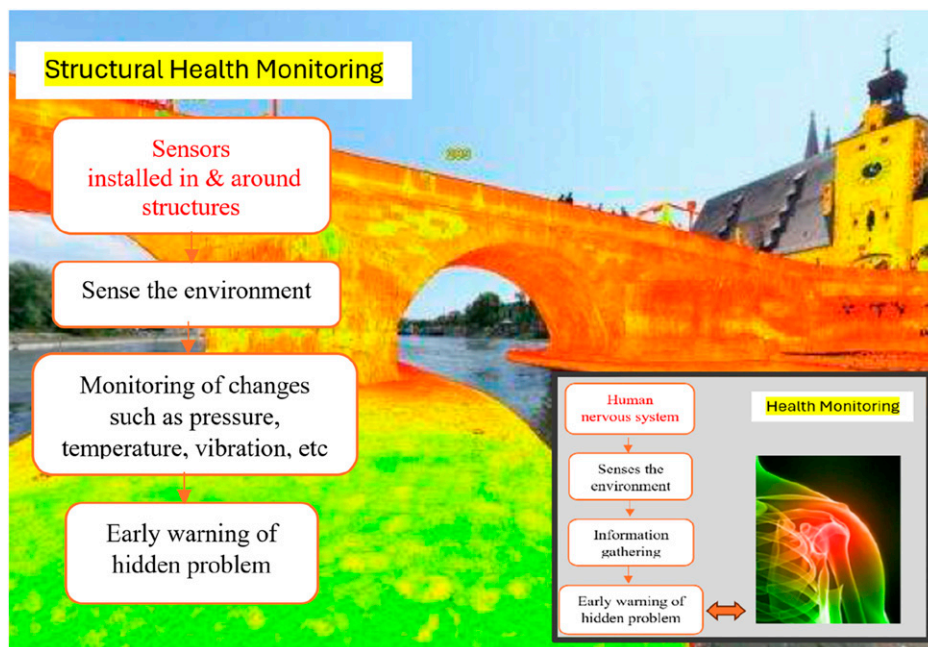 Structural Health Monitoring
Sensors
installed in & around
structures
Sense the environment
Monitoring of changes
such as pressure,
temperature, vibration, etc
Early warning of
hidden problem
Human
nervous system
Health Monitoring
Senses the
environment
Information
gathering
Early warning of
hidden problem